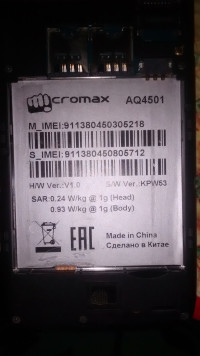 micromax AQ4501
M_IMEI:911380450305218
S_IMEI:911380450805712
H/W Ver.:V1.0 S/W Ver.:KPW53
SAR:0.24 W/kg @ 1g (Head)
0.93 W/kg @ 1g (Body)
EAC
Made in China
Сделано в Китае